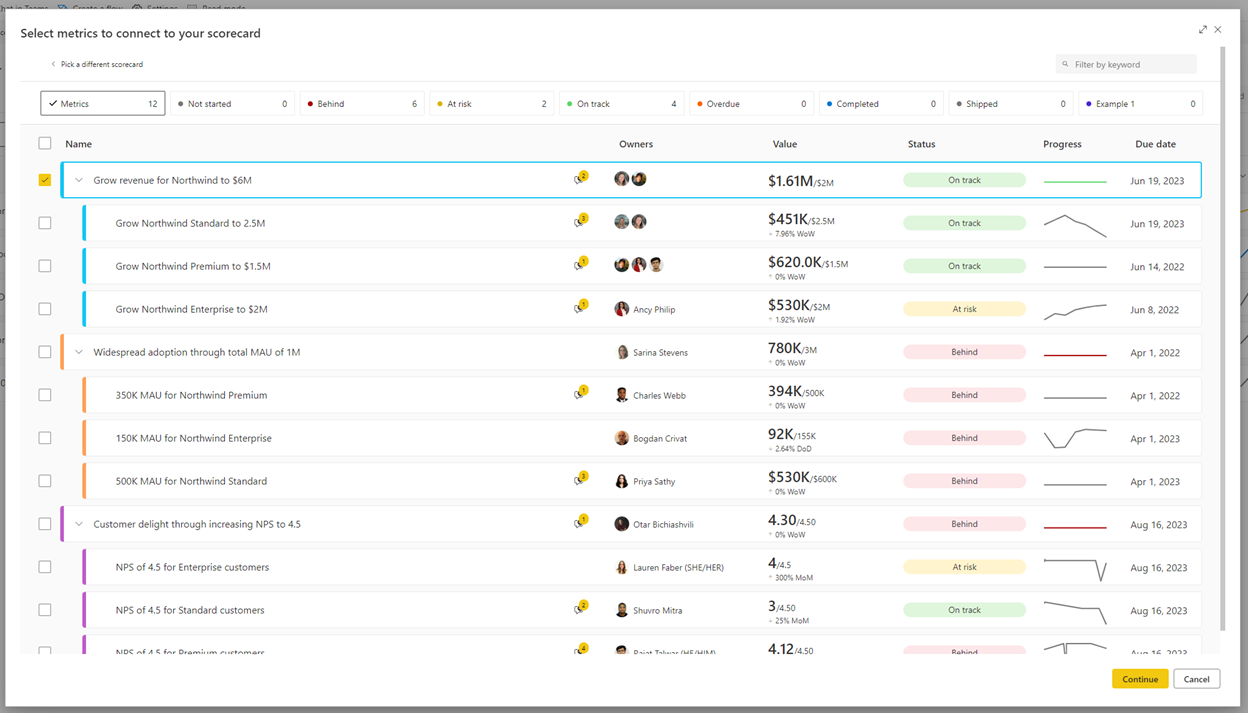 Chat in Teams Create a flow Settings Read mode
Select metrics to connect to your scorecard
Pick a different scorecard
Filter by keyword
Metrics 12 Not started 0 Behind 6 At risk 2 On track 4 Overdue 0 Completed 0 Shipped 0 Example 1 0
Name Owners Value Status Progress Due date
Grow revenue for Northwind to $6M 2 $1.61M/$2M On track Jun 19, 2023
Grow Northwind Standard to 2.5M 3 $451K/$2.5M On track Jun 19, 2023
7.96% WoW
Grow Northwind Premium to $1.5M 1 $620.0K/$1.5M On track Jun 14, 2022
0% WoW
Grow Northwind Enterprise to $2M 1 Ancy Philip $530K/$2M At risk Jun 8, 2022
1.92% WoW
Widespread adoption through total MAU of 1M Sarina Stevens 780K/3M Behind Apr 1, 2022
0% WoW
350K MAU for Northwind Premium 1 Charles Webb 394K/500K Behind Apr 1, 2022
0% WoW
150K MAU for Northwind Enterprise Bogdan Crivat 92K/155K Behind Apr 1, 2023
2.64% DoD
500K MAU for Northwind Standard 3 Priya Sathy $530K/$600K Behind Apr 1, 2023
0% WoW
Customer delight through increasing NPS to 4.5 1 Otar Bichiashvili 4.30/4.50 Behind Aug 16, 2023
0% WoW
NPS of 4.5 for Enterprise customers Lauren Faber (SHE/HER) 4/4.5 At risk Aug 16, 2023
300% MoM
NPS of 4.5 for Standard customers 2 Shuvro Mitra 3/4.50 On track Aug 16, 2023
25% MoM
NPS of 4.5 for Premium customers 4 Rajat Talwar (HE/HIM) 4.12/4.50 Behind Aug 16, 2023
Continue Cancel